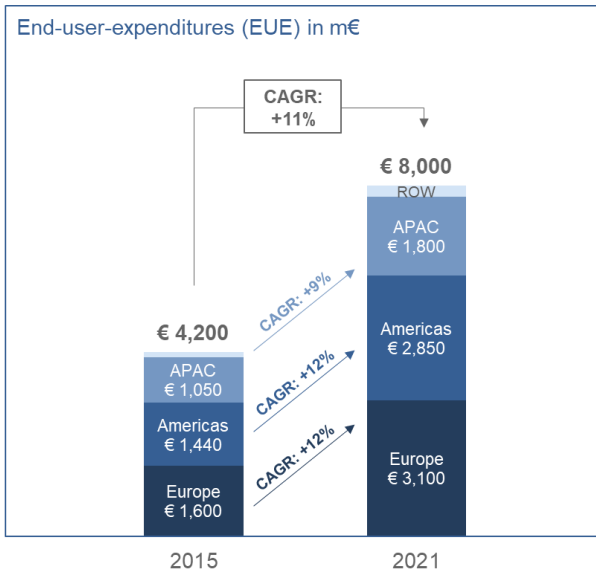 End-user-expenditures (EUE) in m€
CAGR:
+11%
€ 8,000
ROW
APAC
€ 1,800
Americas
€ 2,850
Europe
€ 3,100
CAGR: +9%
CAGR: +12%
CAGR: +12%
€ 4,200
APAC
€ 1,050
Americas
€ 1,440
Europe
€ 1,600
2015
2021